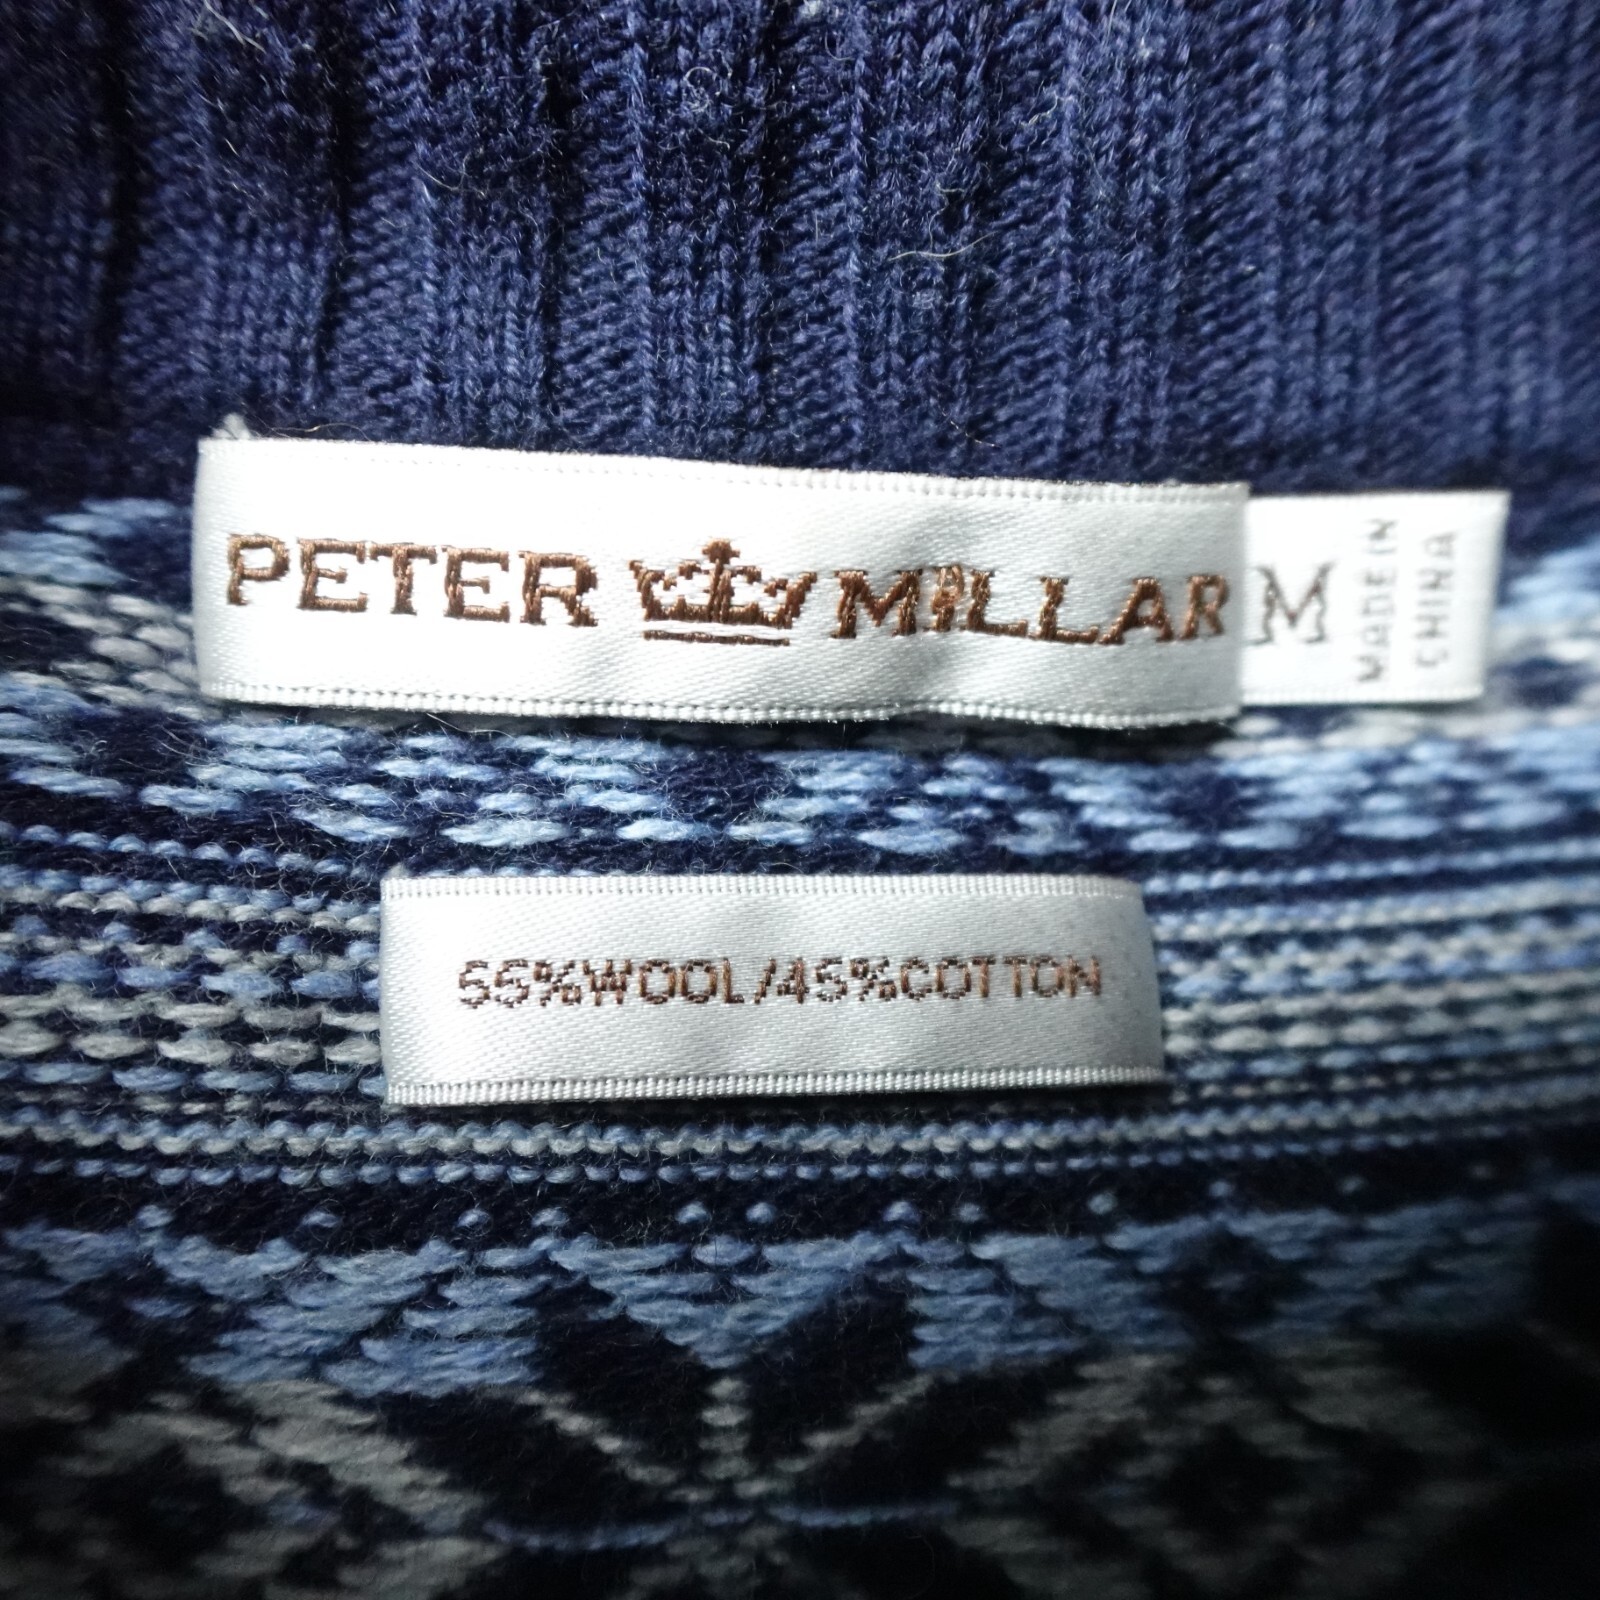 PETER MILLAR
M
MADE IN
CHINA
55%WOOL/45%COTTON